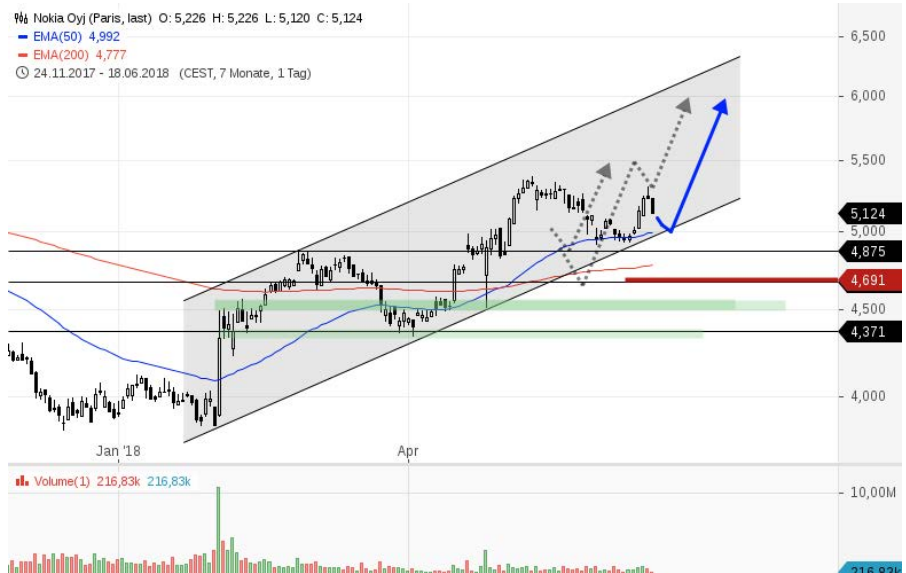 Nokia Oyj (Paris, last) O: 5,226 H: 5,226 L: 5,120 C: 5,124
EMA(50) 4,992
EMA(200) 4,777
24.11.2017 - 18.06.2018 (CEST, 7 Monate, 1 Tag)
6,500
6,000
5,500
5,124
5,000
4,875
4,691
4,500
4,371
4,000
Jan '18
Apr
Volume(1) 216,83k 216,83k
10,00M
216,83k